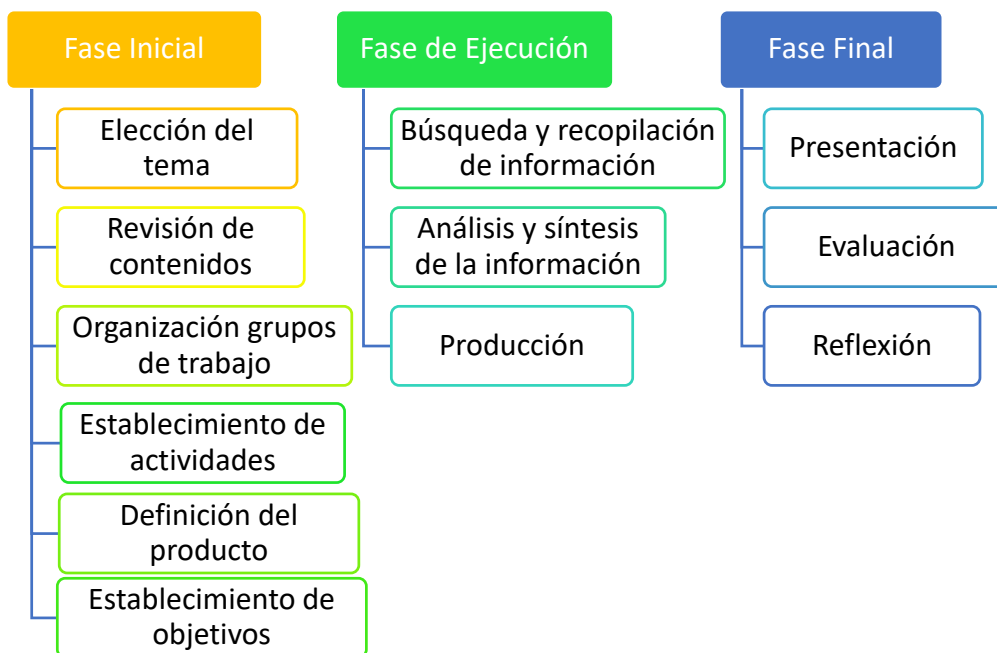 Fase Inicial
Elección del
tema
Revisión de
contenidos
Organización grupos
de trabajo
Establecimiento de
actividades
Definición del
producto
Establecimiento de
objetivos
Fase de Ejecución
Búsqueda y recopilación
de información
Análisis y síntesis
de la información
Producción
Fase Final
Presentación
Evaluación
Reflexión